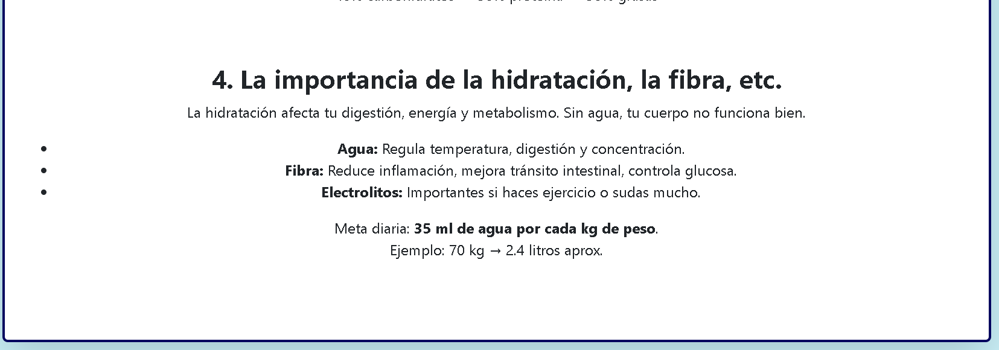 4. La importancia de la hidratación, la fibra, etc.
La hidratación afecta tu digestión, energía y metabolismo. Sin agua, tu cuerpo no funciona bien.
• Agua: Regula temperatura, digestión y concentración.
• Fibra: Reduce inflamación, mejora tránsito intestinal, controla glucosa.
• Electrolitos: Importantes si haces ejercicio o sudas mucho.
Meta diaria: 35 ml de agua por cada kg de peso.
Ejemplo: 70 kg → 2.4 litros aprox.